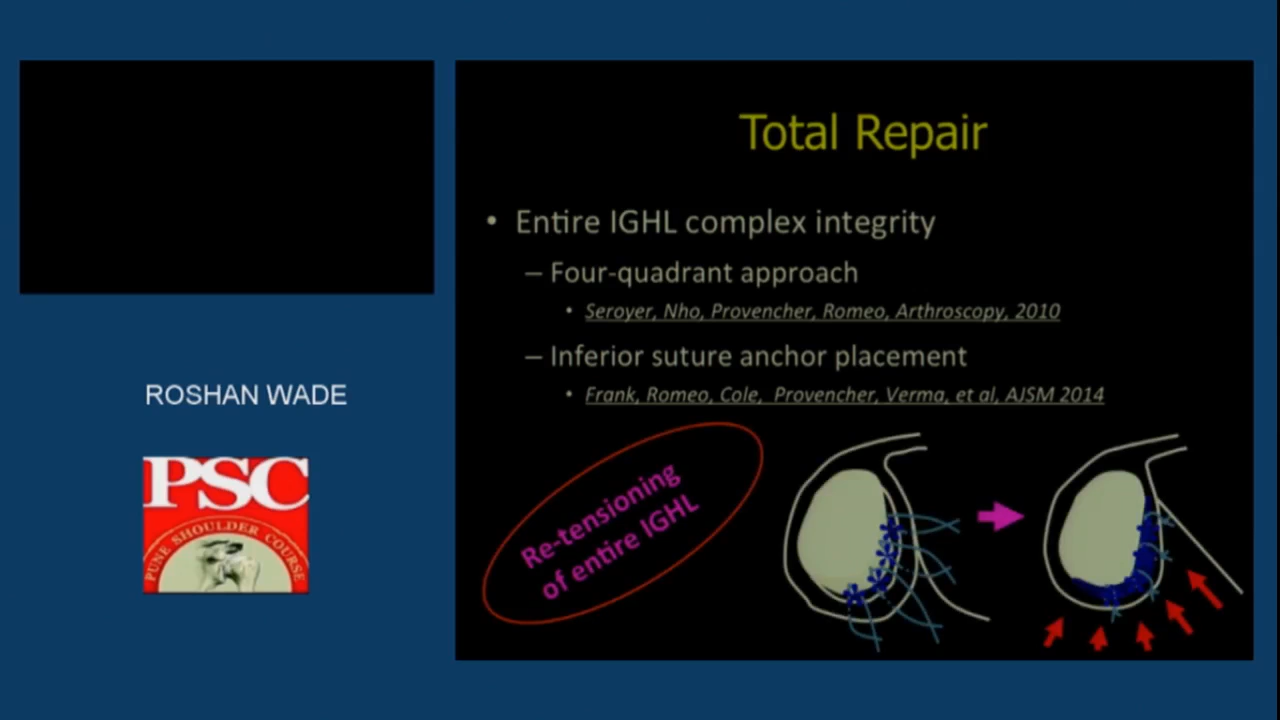 Total Repair
• Entire IGHL complex integrity
– Four-quadrant approach
• Seroyer, Nho, Provencher, Romeo, Arthroscopy, 2010
– Inferior suture anchor placement
• Frank, Romeo, Cole, Provencher, Verma, et al, AJSM 2014
Re-tensioning
of entire IGHL
ROSHAN WADE
PSC
PUNE SHOULDER COURSE